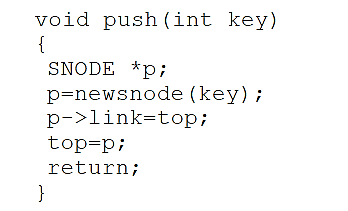 void push(int key)
{
SNODE *p;
p=newsnode(key);
p->link=top;
top=p;
return;
}